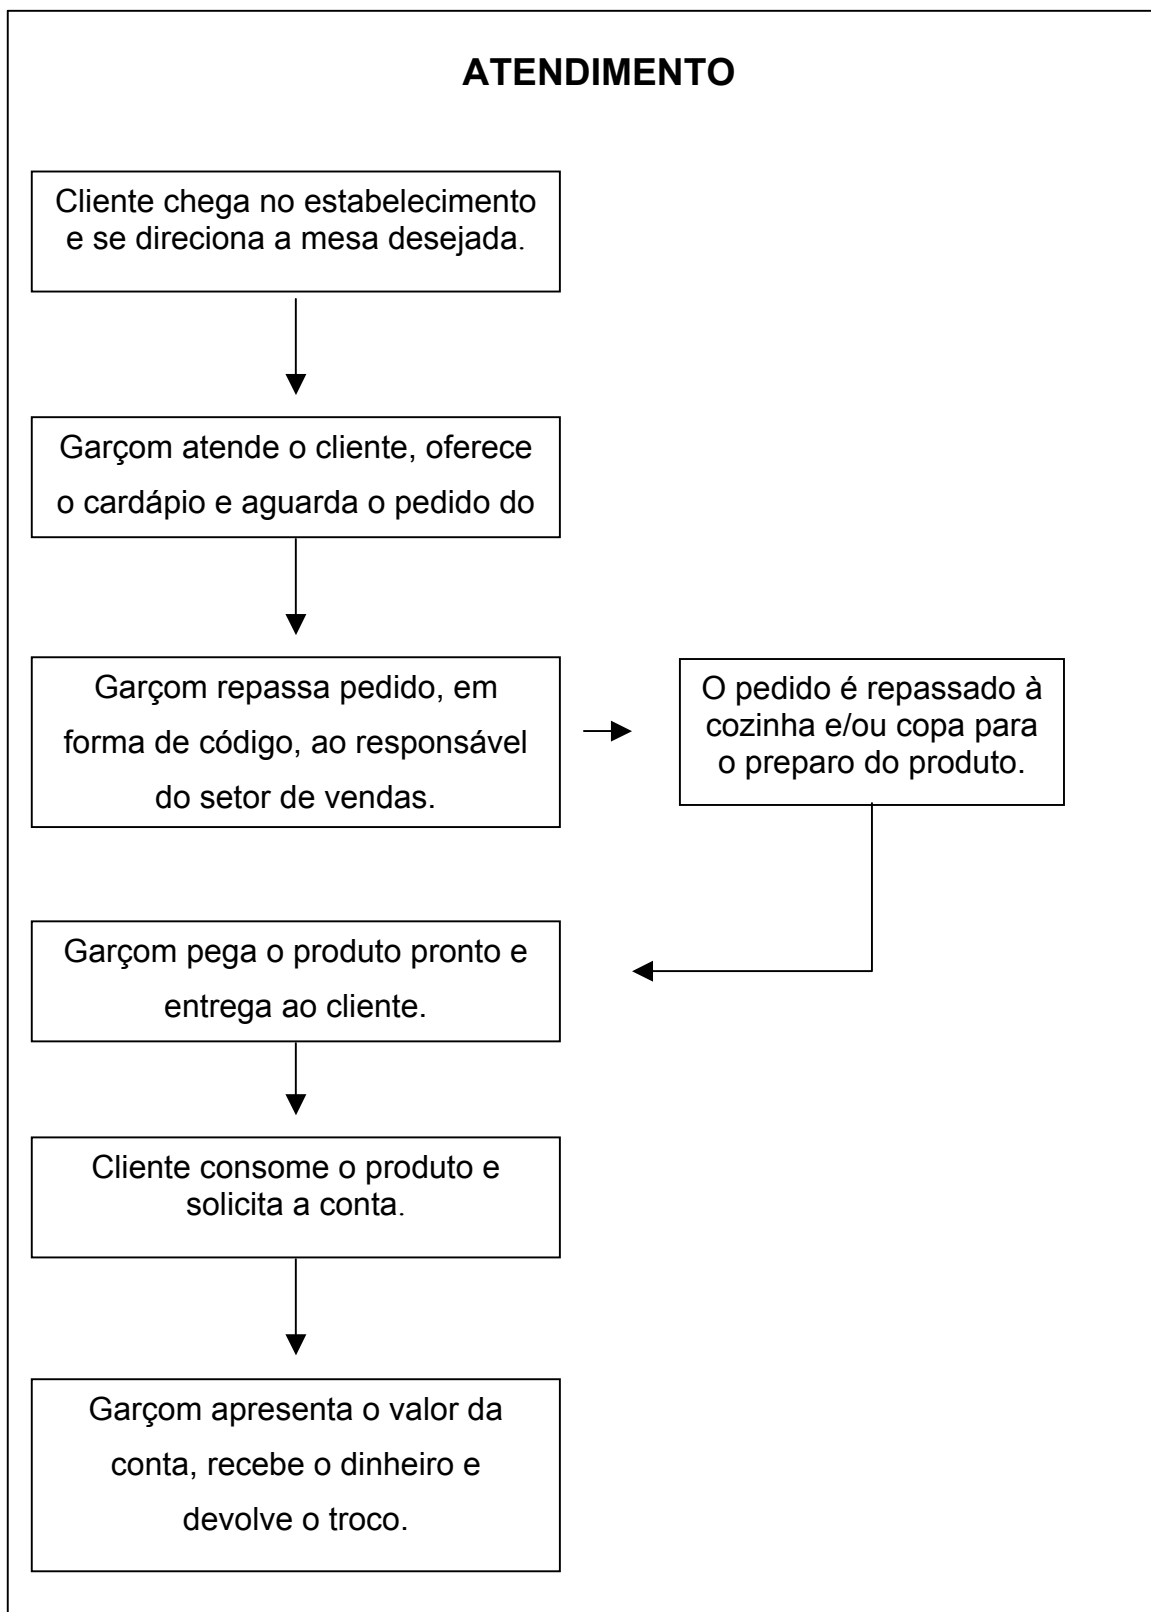 ATENDIMENTO
Cliente chega no estabelecimento
e se direciona a mesa desejada.
Garçom atende o cliente, oferece
o cardápio e aguarda o pedido do
Garçom repassa pedido, em
forma de código, ao responsável
do setor de vendas.
O pedido é repassado à
cozinha e/ou copa para
o preparo do produto.
Garçom pega o produto pronto e
entrega ao cliente.
Cliente consome o produto e
solicita a conta.
Garçom apresenta o valor da
conta, recebe o dinheiro e
devolve o troco.